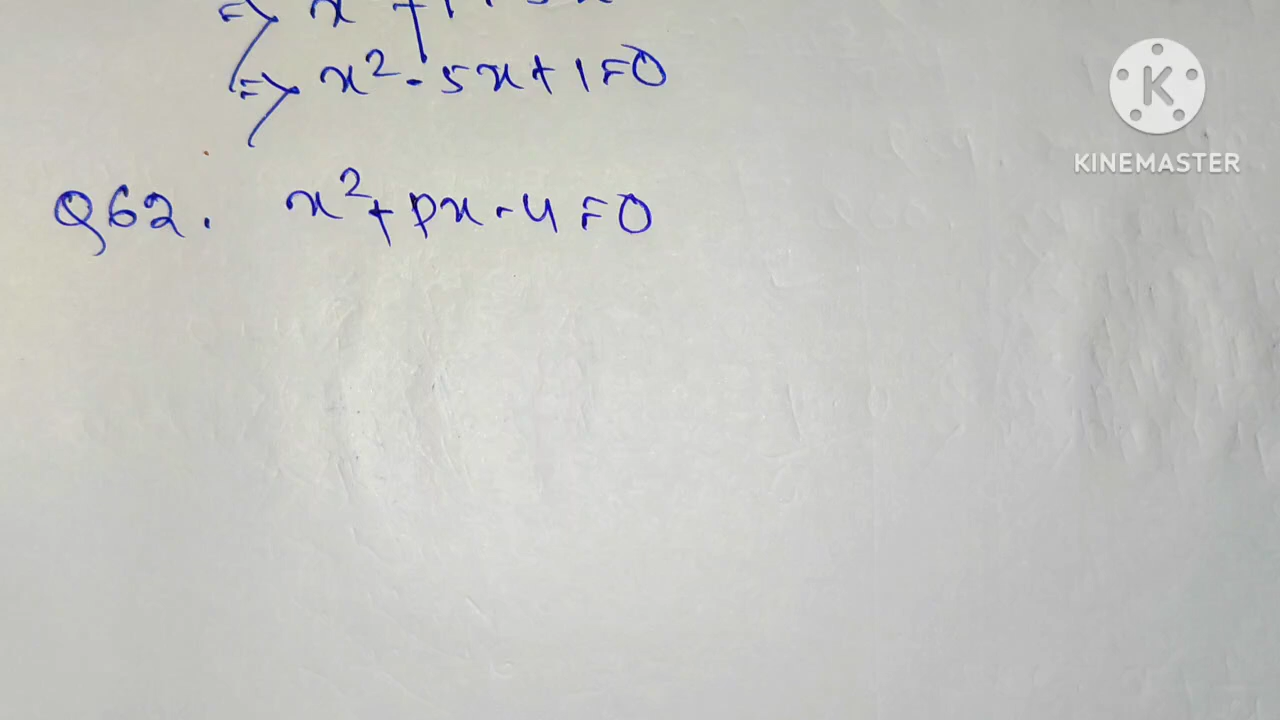 => x² - 5x + 1 = 0
K
KINEMASTER
Q62. x² + px - 4 = 0